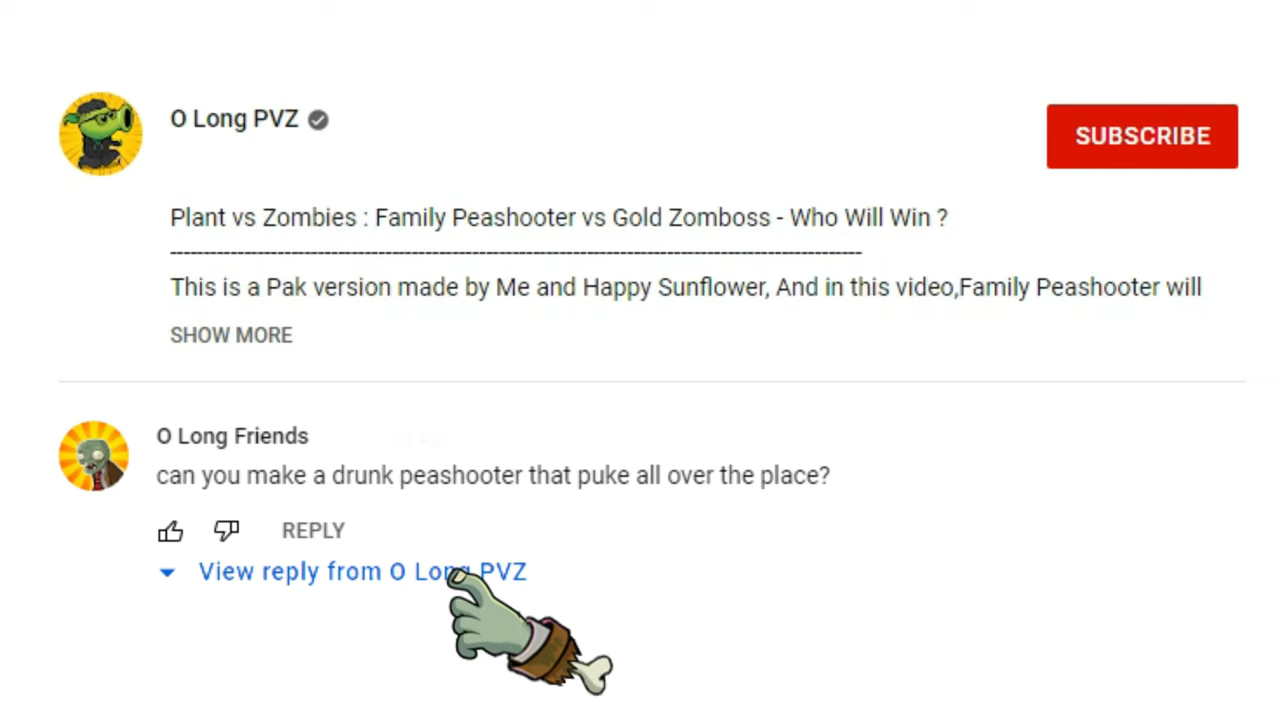 O Long PVZ
SUBSCRIBE
Plant vs Zombies : Family Peashooter vs Gold Zomboss - Who Will Win ?
--------------------------------------------------------------------------------------------------------
This is a Pak version made by Me and Happy Sunflower, And in this video,Family Peashooter will
SHOW MORE
O Long Friends
can you make a drunk peashooter that puke all over the place?
REPLY
View reply from O Long PVZ